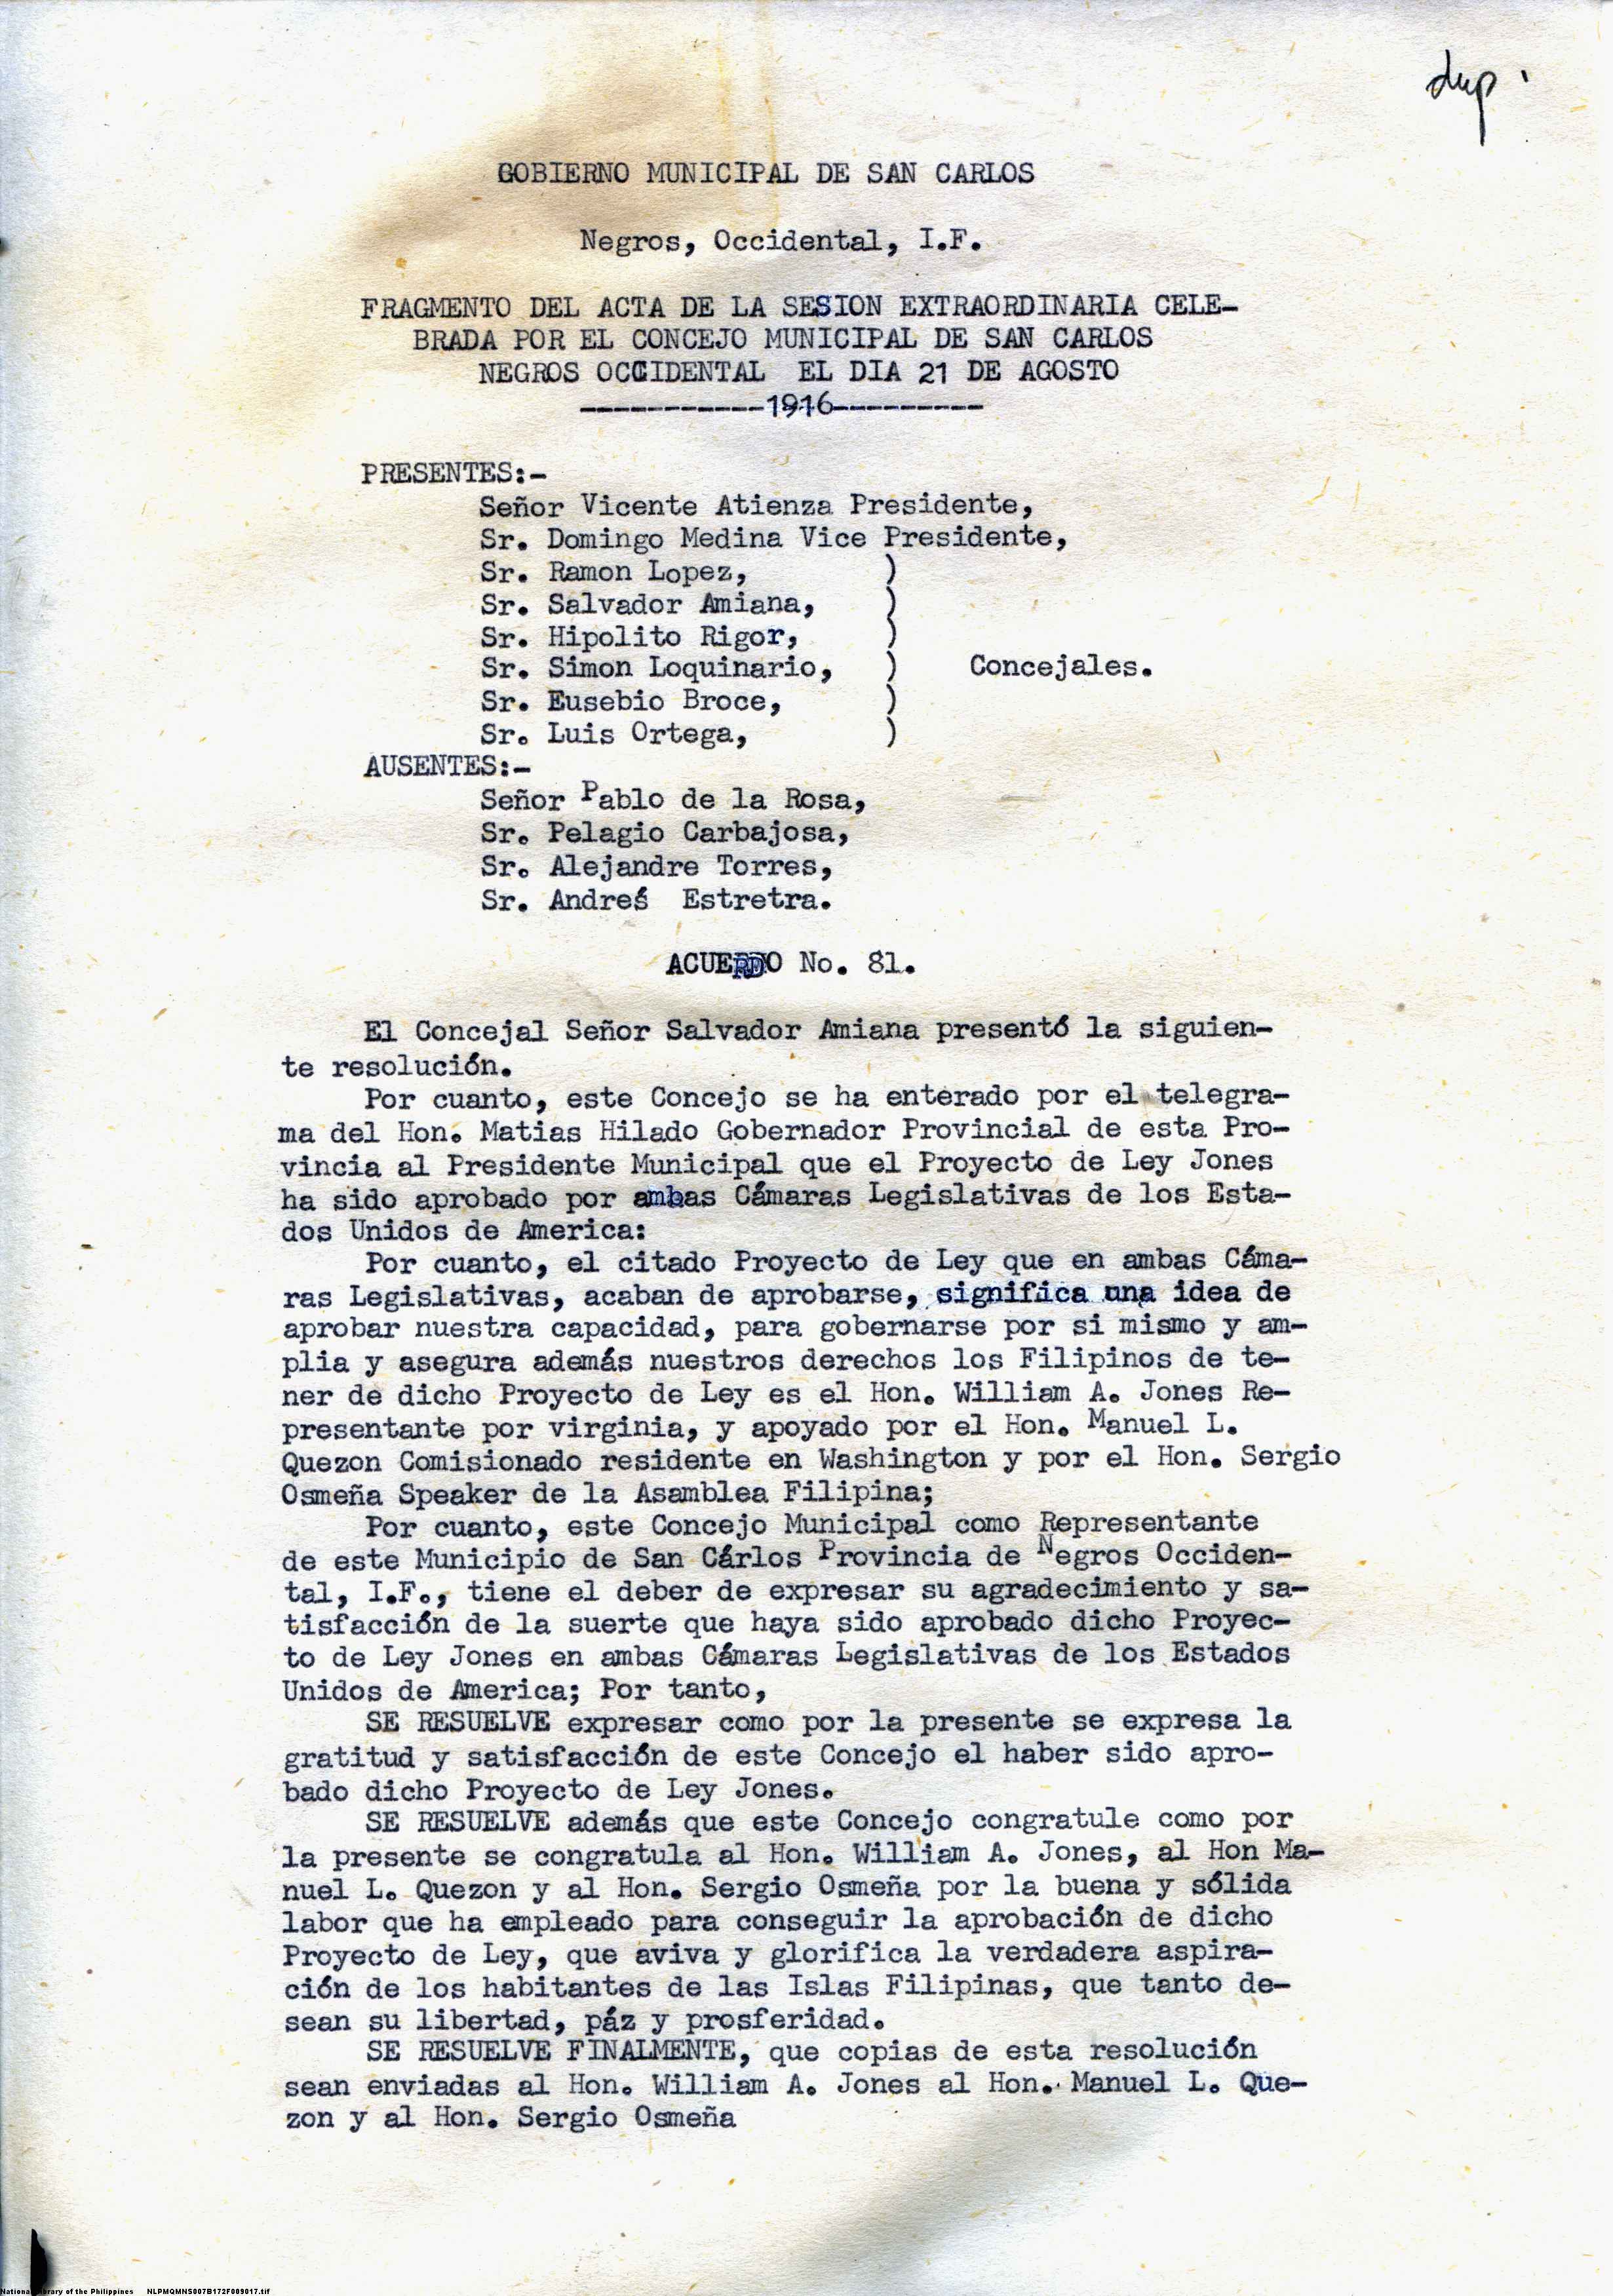 dup
GOBIERNO MUNICIPAL DE SAN CARLOS
Negros, Occidental, I.F.
FRAGMENTO DEL ACTA DE LA SESION EXTRAORDINARIA CELE-
BRADA POR EL CONCEJO MUNICIPAL DE SAN CARLOS
NEGROS OCCIDENTAL EL DIA 21 DE AGOSTO
-----------1916---------
PRESENTES:-
Señor Vicente Atienza Presidente,
Sr. Domingo Medina Vice Presidente,
Sr. Ramon Lopez, )
Sr. Salvador Amiana, )
Sr. Hipolito Rigor, )
Sr. Simon Loquinario, ) Concejales.
Sr. Eusebio Broce, )
Sr. Luis Ortega, )
AUSENTES:-
Señor Pablo de la Rosa,
Sr. Pelagio Carbajosa,
Sr. Alejandre Torres,
Sr. Andreś Estretra.
ACUERDO No. 81.
El Concejal Señor Salvador Amiana presentó la siguien-
te resolución.
Por cuanto, este Concejo se ha enterado por el telegra-
ma del Hon. Matias Hilado Gobernador Provincial de esta Pro-
vincia al Presidente Municipal que el Proyecto de Ley Jones
ha sido aprobado por ambas Cámaras Legislativas de los Esta-
dos Unidos de America:
Por cuanto, el citado Proyecto de Ley que en ambas Cáma-
ras Legislativas, acaban de aprobarse, significa una idea de
aprobar nuestra capacidad, para gobernarse por si mismo y am-
plia y asegura además nuestros derechos los Filipinos de te-
ner de dicho Proyecto de Ley es el Hon. William A. Jones Re-
presentante por virginia, y apoyado por el Hon. Manuel L.
Quezon Comisionado residente en Washington y por el Hon. Sergio
Osmeña Speaker de la Asamblea Filipina;
Por cuanto, este Concejo Municipal como Representante
de este Municipio de San Cárlos Provincia de Negros Occiden-
tal, I.F., tiene el deber de expresar su agradecimiento y sa-
tisfacción de la suerte que haya sido aprobado dicho Proyec-
to de Ley Jones en ambas Cámaras Legislativas de los Estados
Unidos de America; Por tanto,
SE RESUELVE expresar como por la presente se expresa la
gratitud y satisfacción de este Concejo el haber sido apro-
bado dicho Proyecto de Ley Jones.
SE RESUELVE además que este Concejo congratule como por
la presente se congratula al Hon. William A. Jones, al Hon Ma-
nuel L. Quezon y al Hon. Sergio Osmeña por la buena y sólida
labor que ha empleado para conseguir la aprobación de dicho
Proyecto de Ley, que aviva y glorifica la verdadera aspira-
ción de los habitantes de las Islas Filipinas, que tanto de-
sean su libertad, páz y prosferidad.
SE RESUELVE FINALMENTE, que copias de esta resolución
sean enviadas al Hon. William A. Jones al Hon. Manuel L. Que-
zon y al Hon. Sergio Osmeña
National Library of the Philippines NLPMQMNS007B172F009017.tif